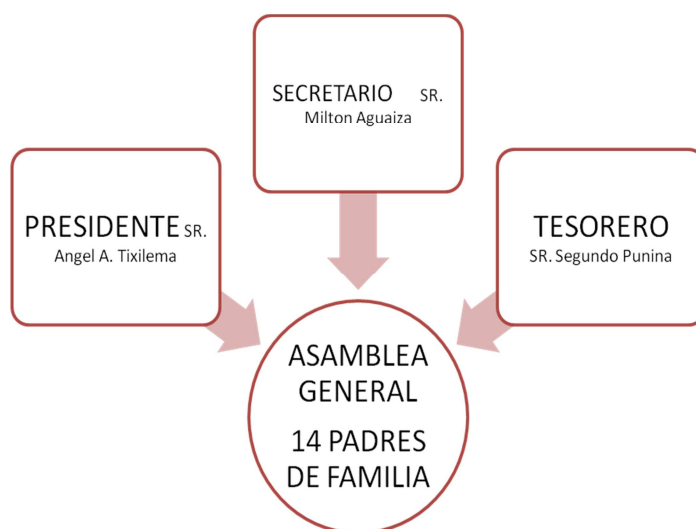 PRESIDENTE SR.
Angel A. Tixilema
SECRETARIO SR.
Milton Aguaiza
TESORERO
SR. Segundo Punina
ASAMBLEA
GENERAL
14 PADRES
DE FAMILIA